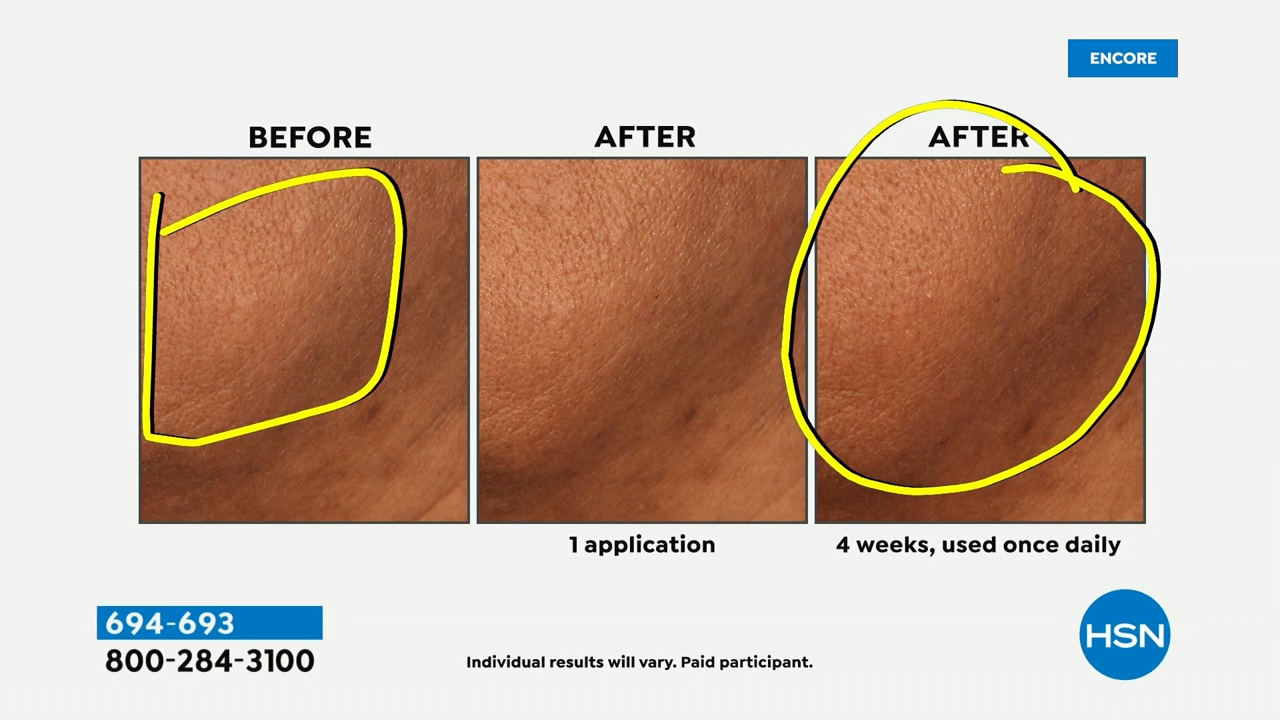 ENCORE
BEFORE
AFTER
AFTER
1 application
4 weeks, used once daily
694-693
800-284-3100
Individual results will vary. Paid participant.
HSN